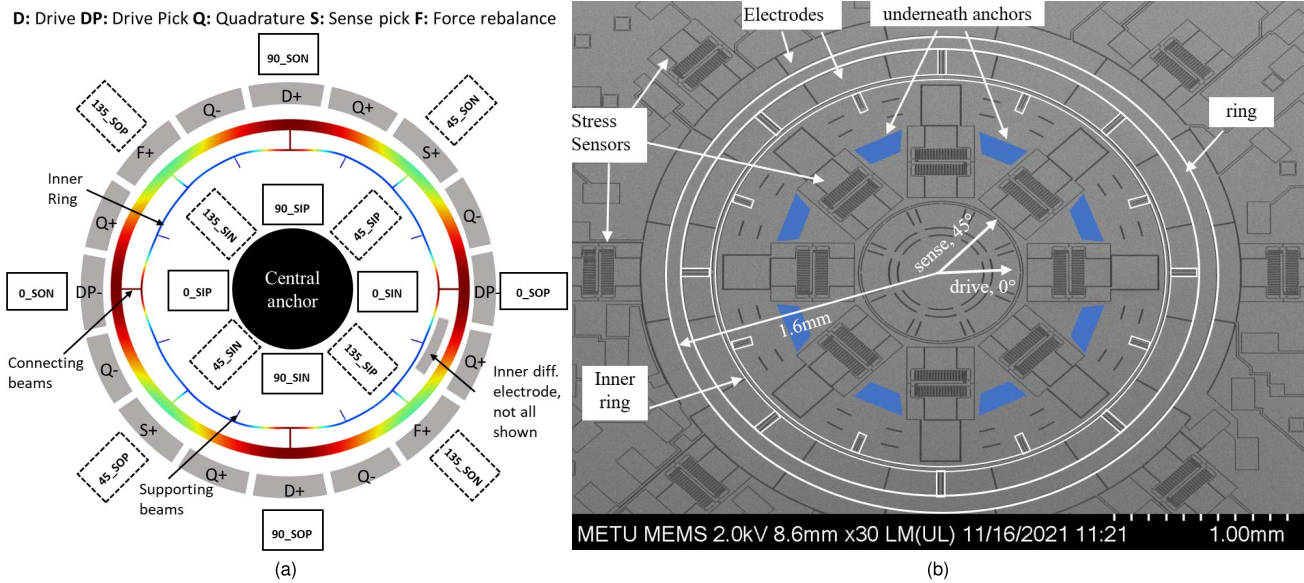 D: Drive DP: Drive Pick Q: Quadrature S: Sense pick F: Force rebalance
90_SON
135_SOP
45_SON
Q-
D+
Q+
F+
S+
Q+
Q-
DP-
DP-
Q-
Q+
S+
F+
Q+
D+
Q-
Inner
Ring
90_SIP
135_SIN
45_SIP
0_SON
0_SIP
Central
anchor
0_SIN
0_SOP
45_SIN
135_SIP
90_SIN
Connecting
beams
Inner diff.
electrode,
not all
shown
45_SOP
135_SON
Supporting
beams
90_SOP
(a)
Electrodes
underneath anchors
Stress
Sensors
ring
sense, 45°
drive, 0°
1.6mm
Inner
ring
METU MEMS 2.0kV 8.6mm x30 LM(UL) 11/16/2021 11:21
1.00mm
(b)